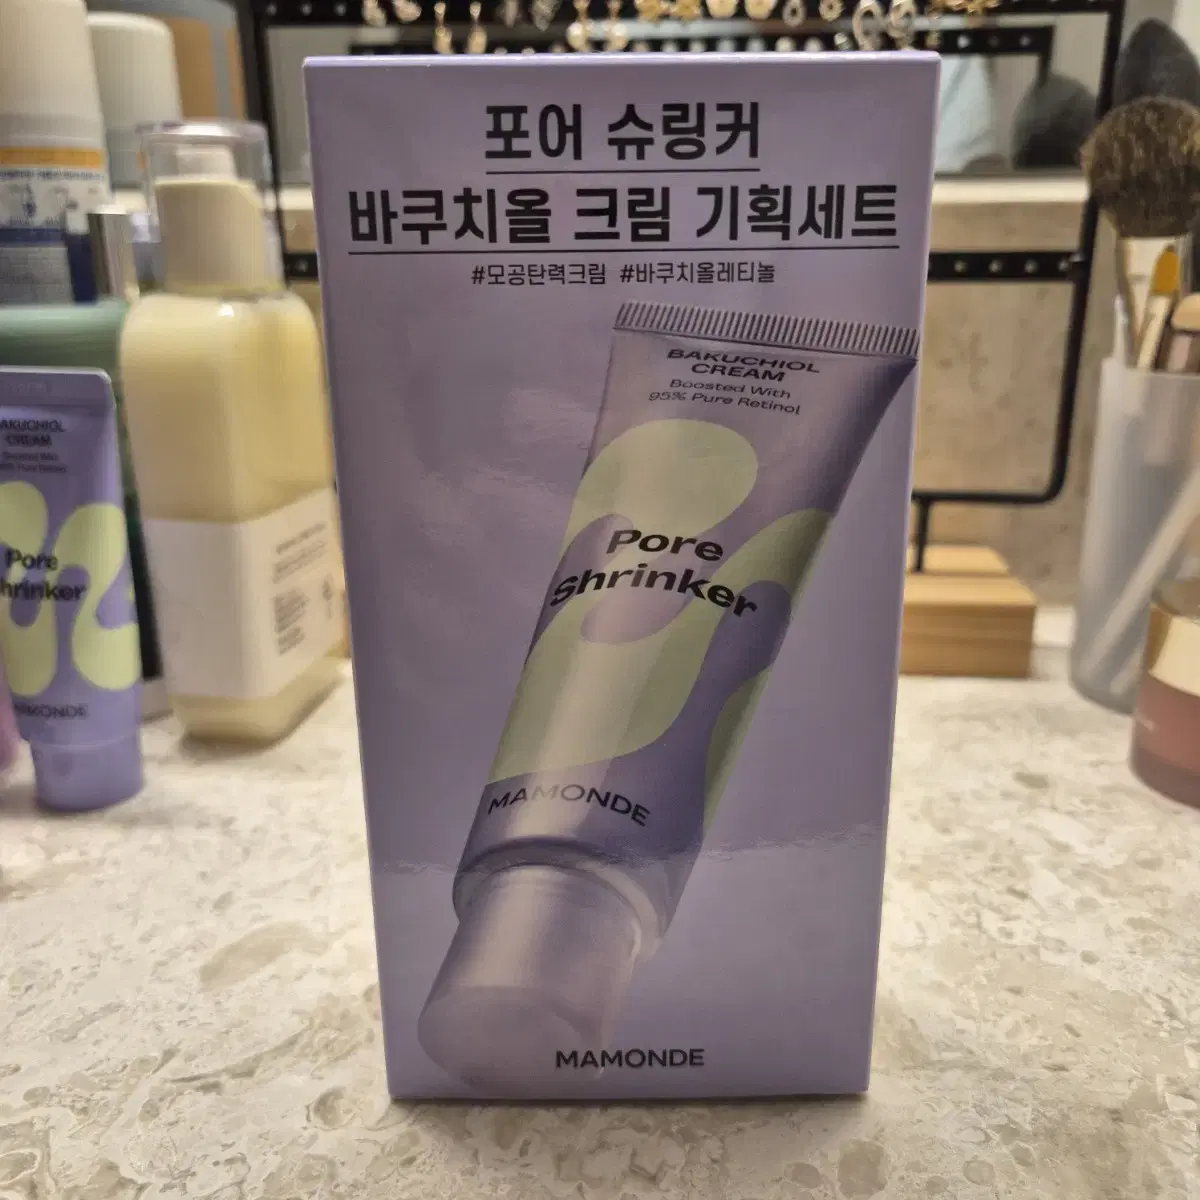 포어 슈링커
바쿠치올 크림 기획세트
#모공탄력크림 #바쿠치올레티놀
BAKUCHIOL
CREAM
Boosted With
95% Pure Retinol
Pore
Shrinker
MAMONDE
MAMONDE
AKUCHIOL
CREAM
Pore
hrinker
MAMONDE